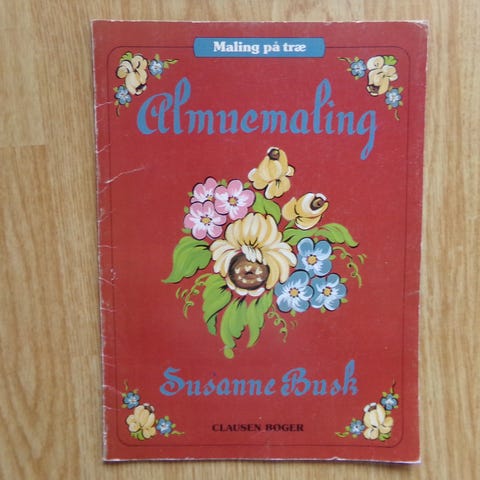 Maling på træ
Almuemaling
Susanne Busk
CLAUSEN BØGER